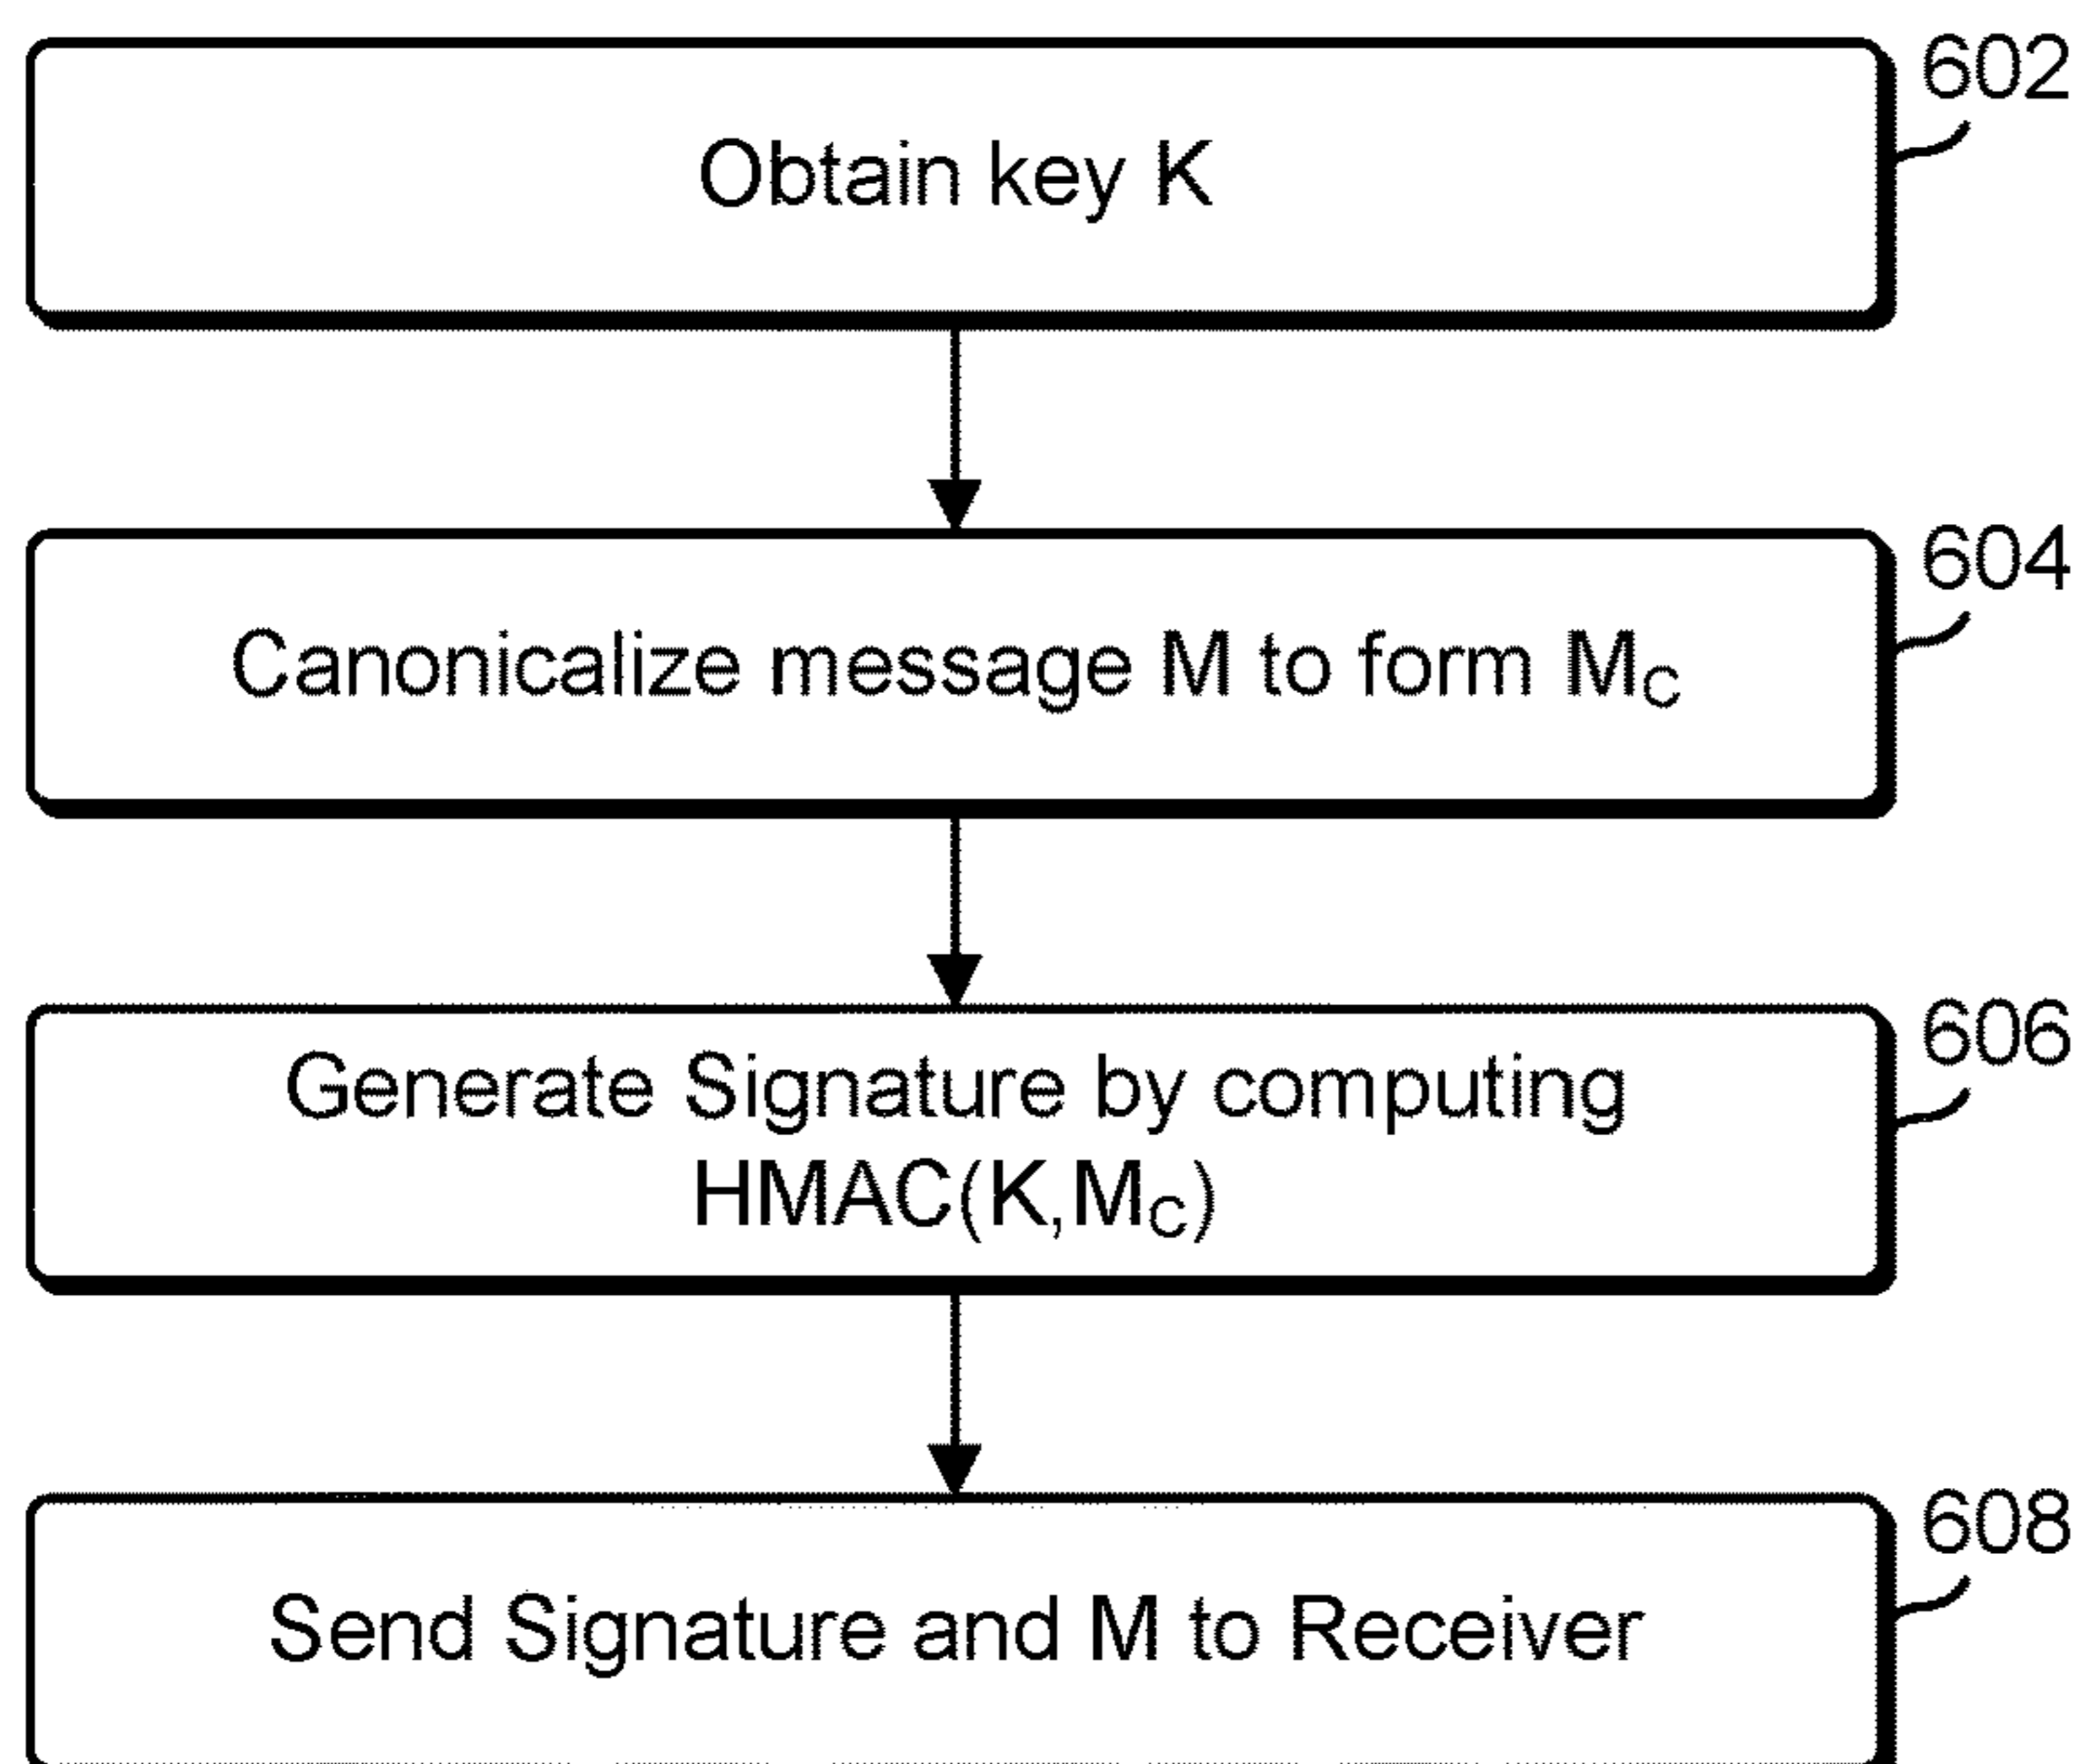 602
Obtain key K
604
Canonicalize message M to form MC
606
Generate Signature by computing
HMAC(K,MC)
608
Send Signature and M to Receiver